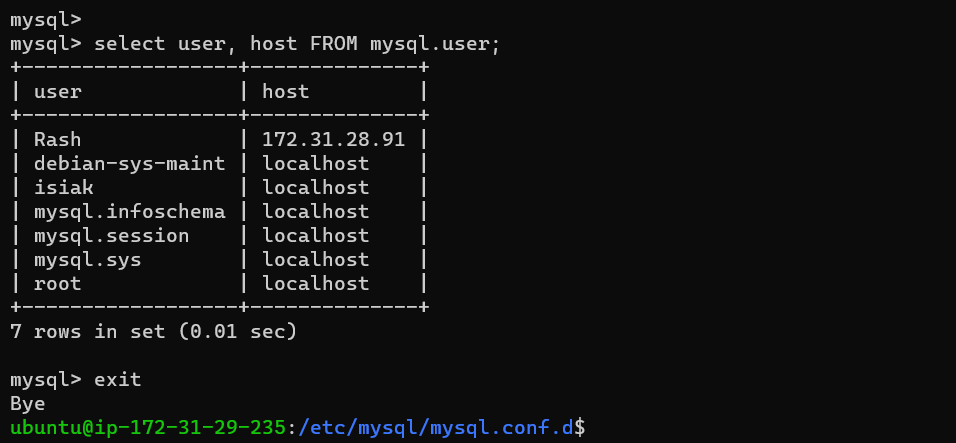 mysql>
mysql> select user, host FROM mysql.user;
+------------------+--------------+
| user             | host         |
+------------------+--------------+
| Rash             | 172.31.28.91 |
| debian-sys-maint | localhost    |
| isiak            | localhost    |
| mysql.infoschema | localhost    |
| mysql.session    | localhost    |
| mysql.sys        | localhost    |
| root             | localhost    |
+------------------+--------------+
7 rows in set (0.01 sec)

mysql> exit
Bye
ubuntu@ip-172-31-29-235:/etc/mysql/mysql.conf.d$